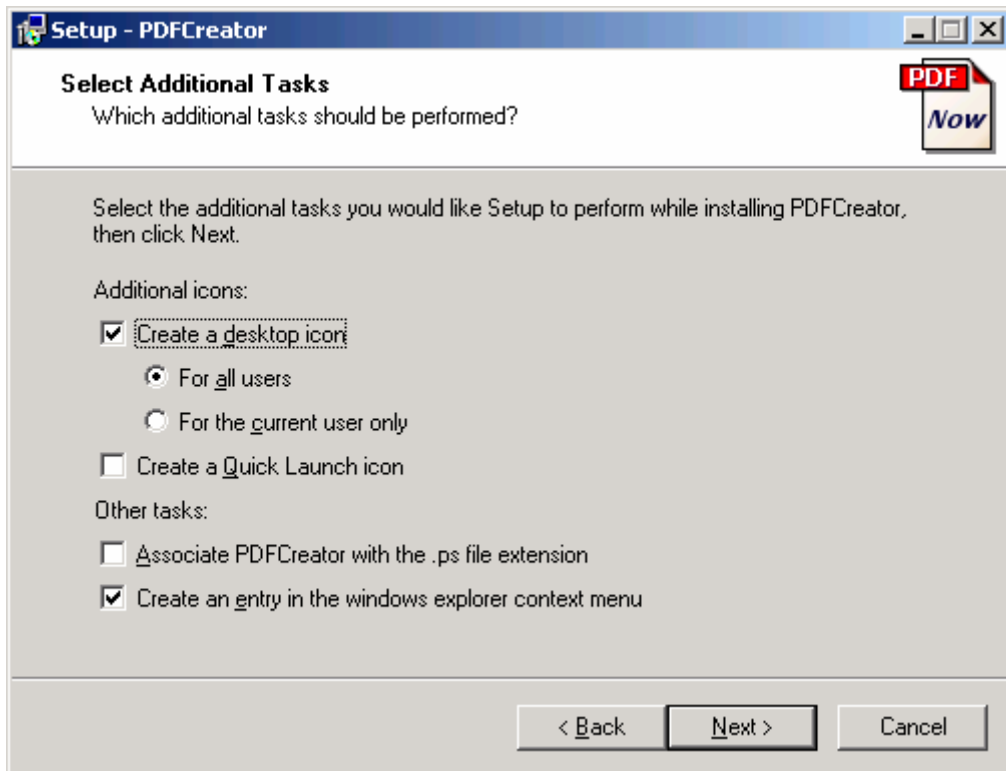 Setup - PDFCreator
Select Additional Tasks
Which additional tasks should be performed?
PDF
Now
Select the additional tasks you would like Setup to perform while installing PDFCreator,
then click Next.
Additional icons:
Create a desktop icon
For all users
For the current user only
Create a Quick Launch icon
Other tasks:
Associate PDFCreator with the .ps file extension
Create an entry in the windows explorer context menu
< Back Next > Cancel